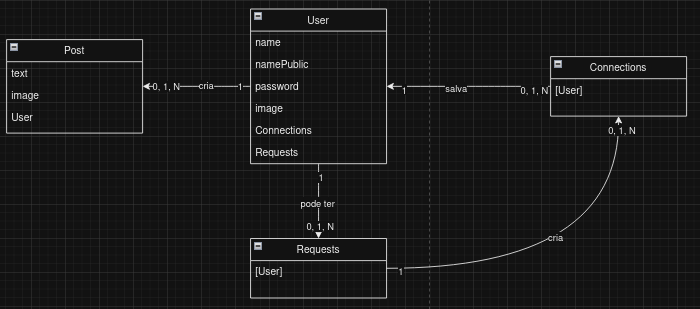 User
name
namePublic
password
image
Connections
Requests
Post
text
image
User
0, 1, N
cria
1
Connections
[User]
1
salva
0, 1, N
0, 1, N
1
pode ter
0, 1, N
Requests
[User]
1
cria